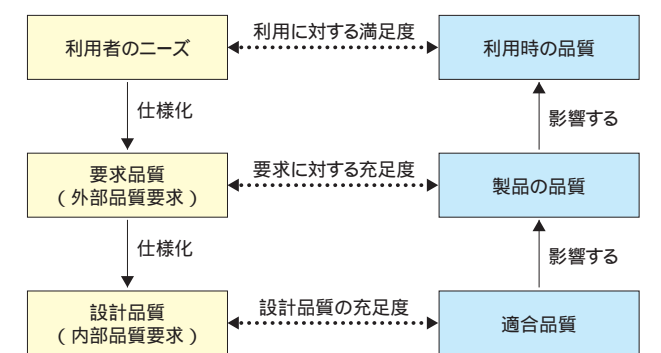 利用者のニーズ
利用に対する満足度
利用時の品質
仕様化
影響する
要求品質
(外部品質要求)
要求に対する充足度
製品の品質
仕様化
影響する
設計品質
(内部品質要求)
設計品質の充足度
適合品質